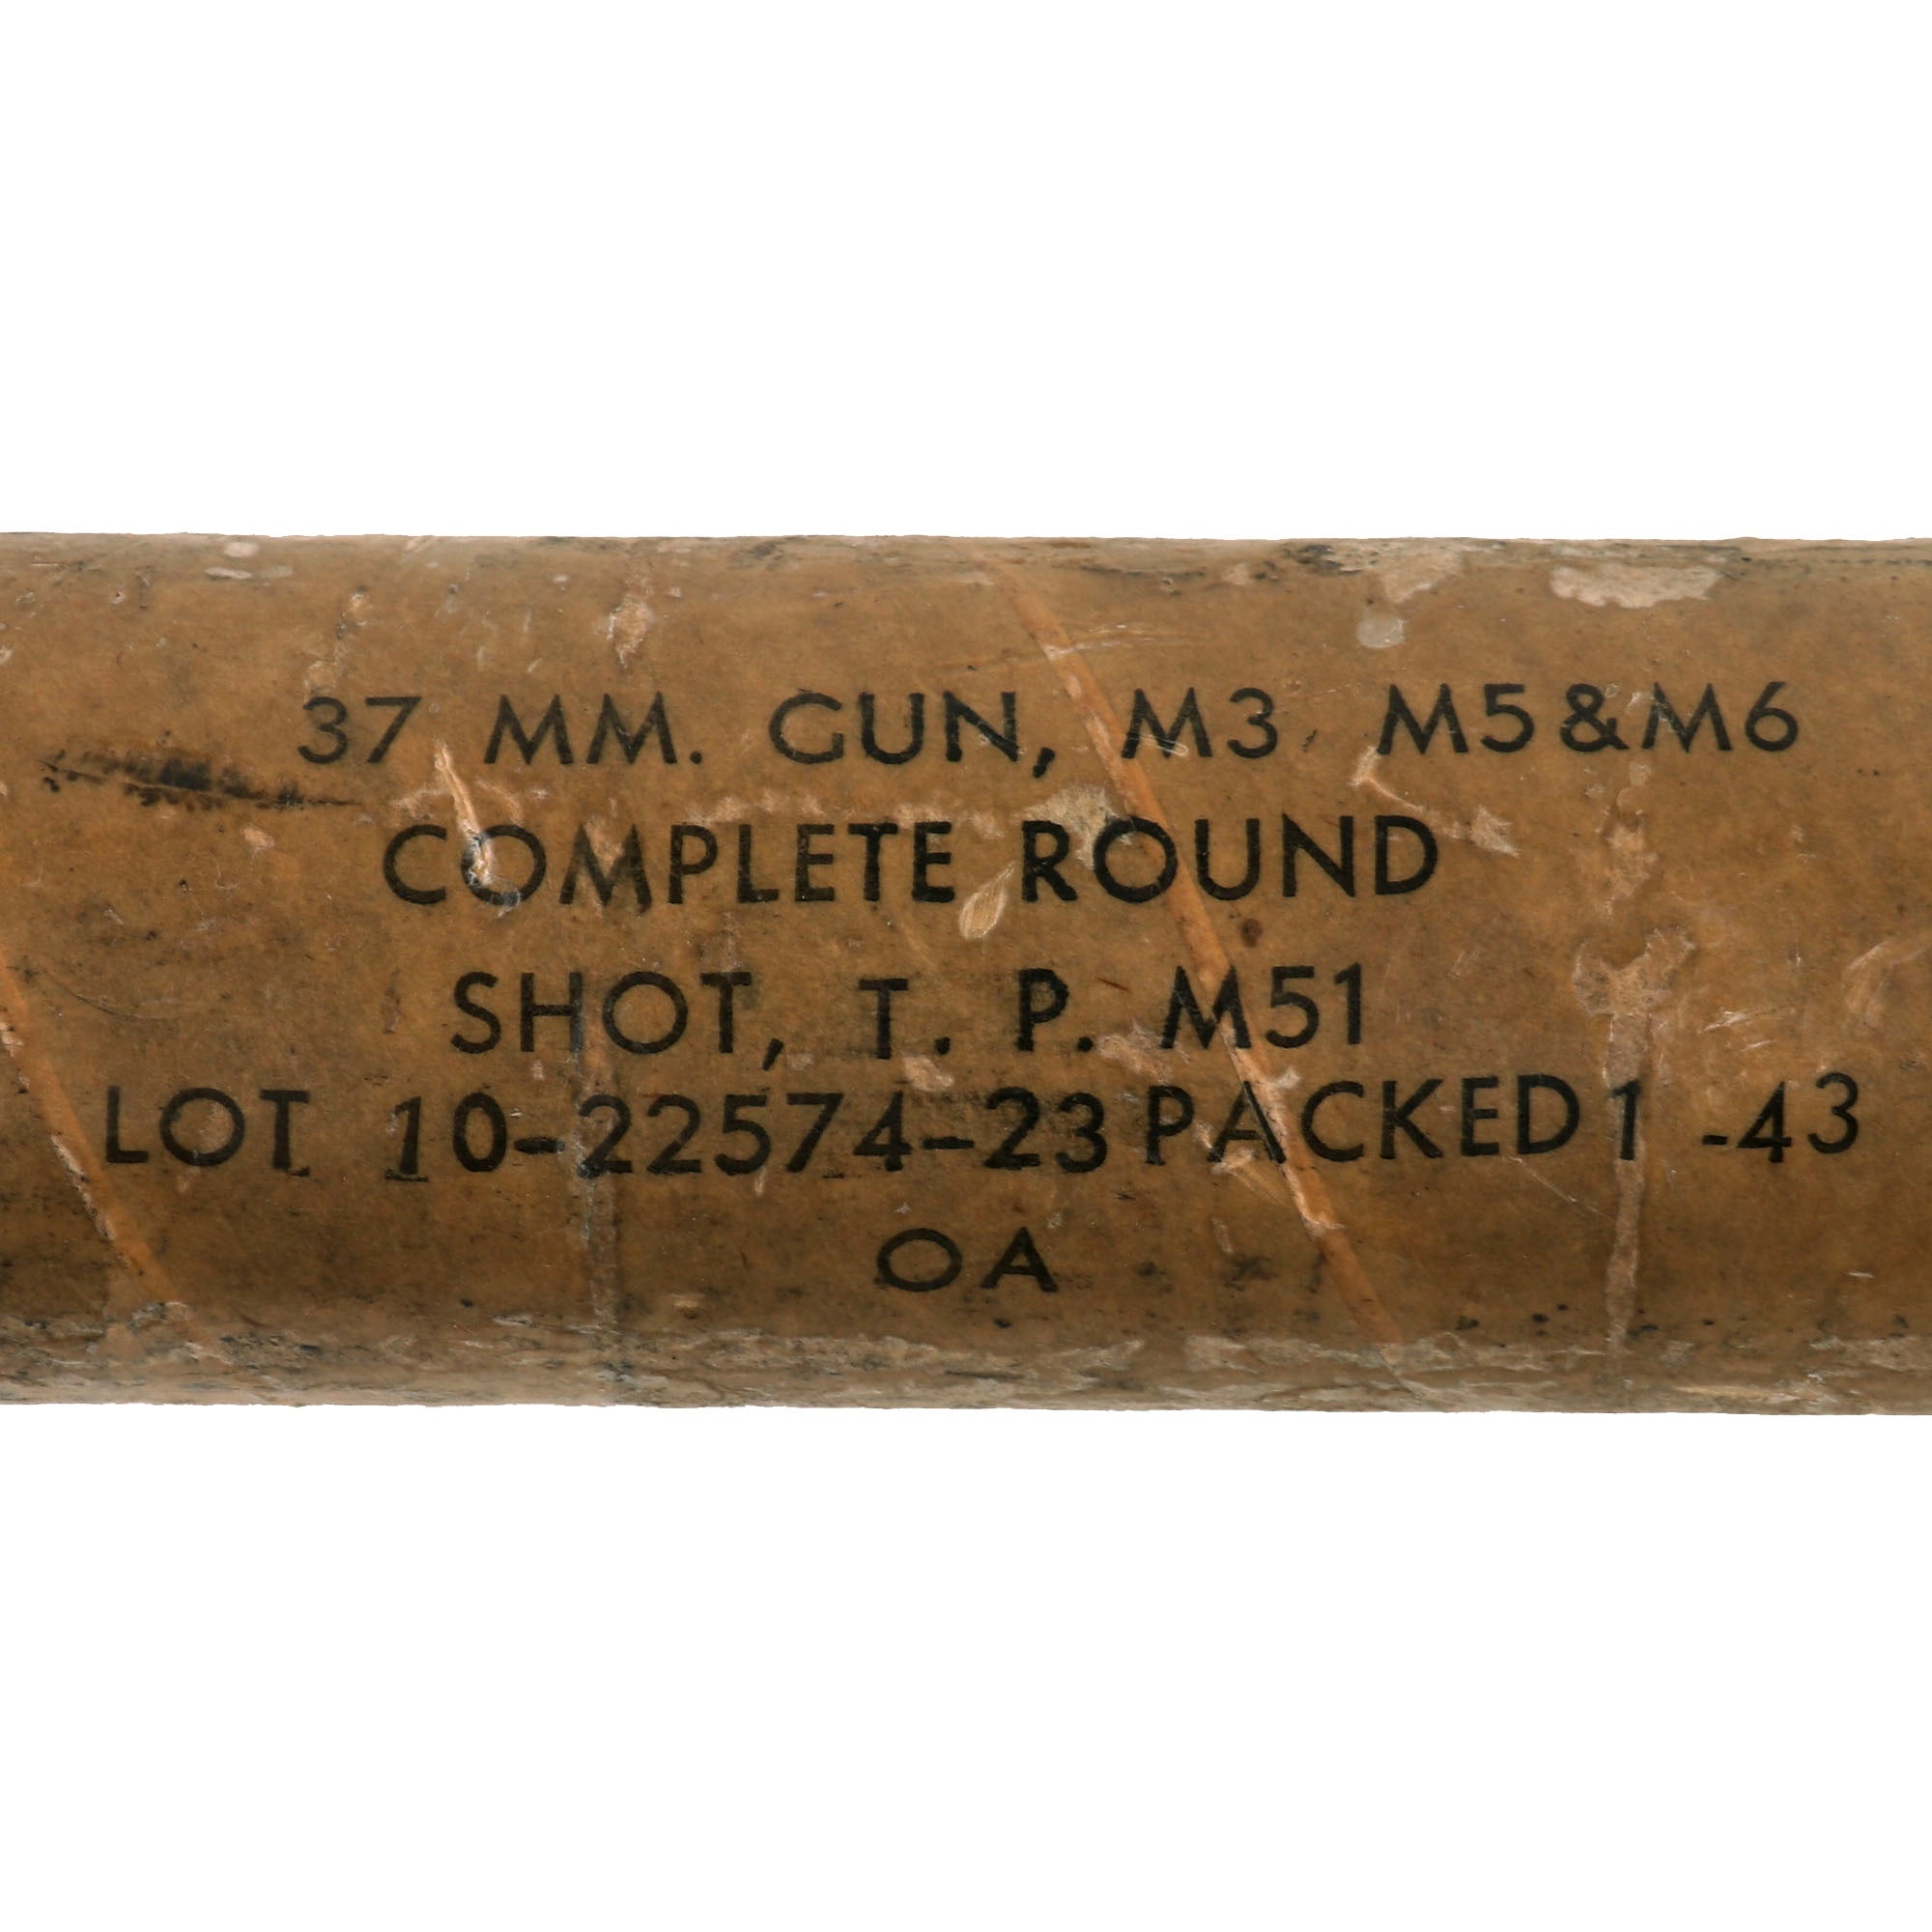 37 MM. GUN, M3, M5&M6
COMPLETE ROUND
SHOT, T. P. M51
LOT 10-22574-23 PACKED 1 -43
OA